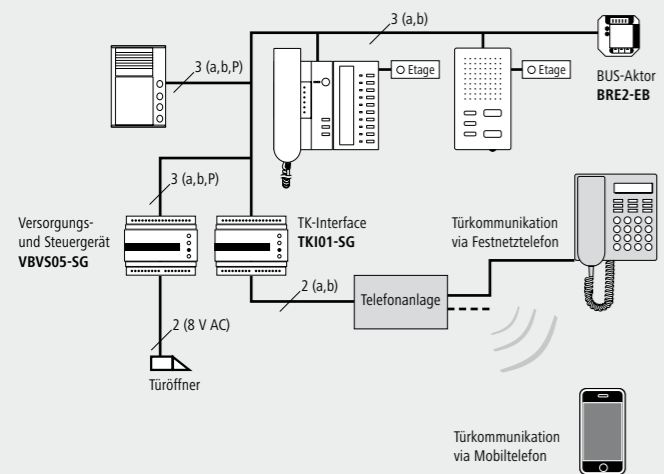 3 (a,b)
3 (a,b,P)
Etage
Etage
BUS-Aktor
BRE2-EB
3 (a,b,P)
Versorgungs-
und Steuergerät
VBVS05-SG
TK-Interface
TKI01-SG
Türkommunikation
via Festnetztelefon
2 (a,b)
Telefonanlage
2 (8 V AC)
Türöffner
Türkommunikation
via Mobiltelefon